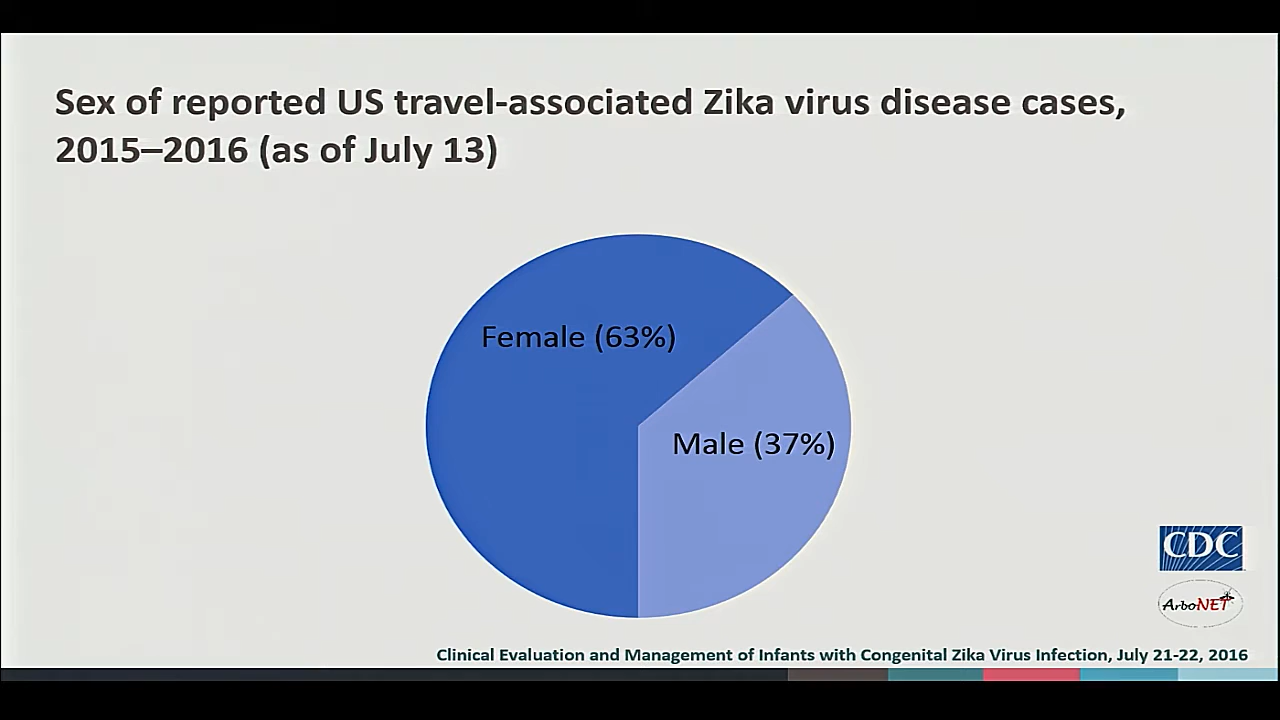 Sex of reported US travel-associated Zika virus disease cases,
2015–2016 (as of July 13)
Female (63%)
Male (37%)
CDC
ArboNET
Clinical Evaluation and Management of Infants with Congenital Zika Virus Infection, July 21-22, 2016